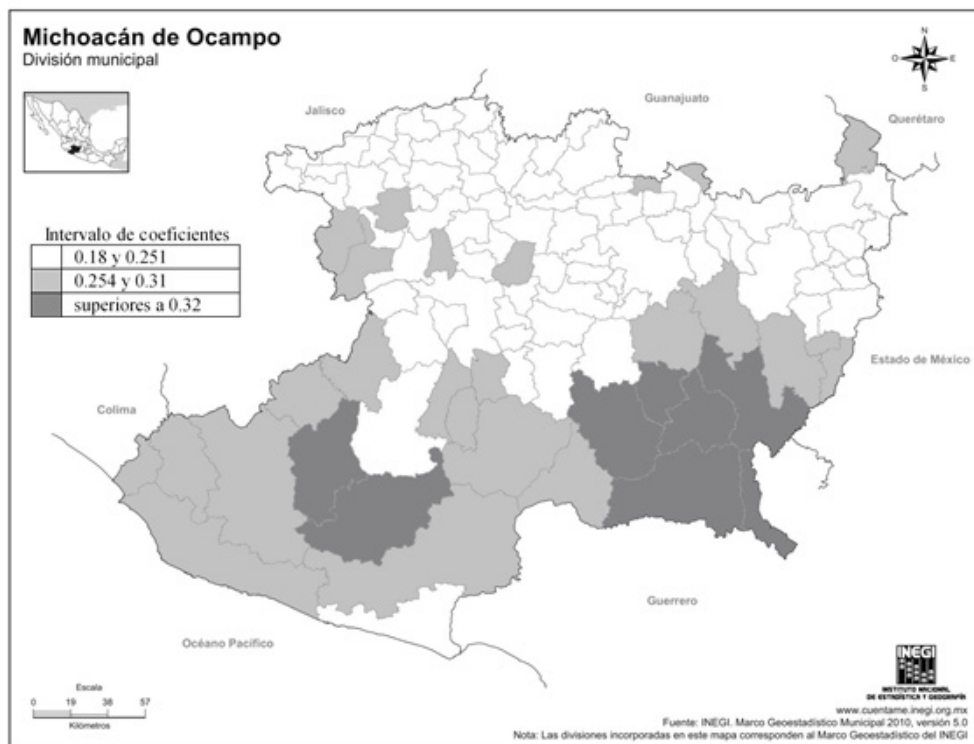 Michoacán de Ocampo
División municipal
N
O
E
S
Jalisco
Guanajuato
Querétaro
Intervalo de coeficientes
0.18 y 0.251
0.254 y 0.31
superiores a 0.32
Estado de México
Colima
Guerrero
Océano Pacífico
INEGI
INSTITUTO NACIONAL
DE ESTADÍSTICA Y GEOGRAFÍA
Escala
0 19 38 57
Kilómetros
www.cuentame.inegi.org.mx
Fuente: INEGI. Marco Geoestadístico Municipal 2010, versión 5.0
Nota: Las divisiones incorporadas en este mapa corresponden al Marco Geoestadístico del INEGI